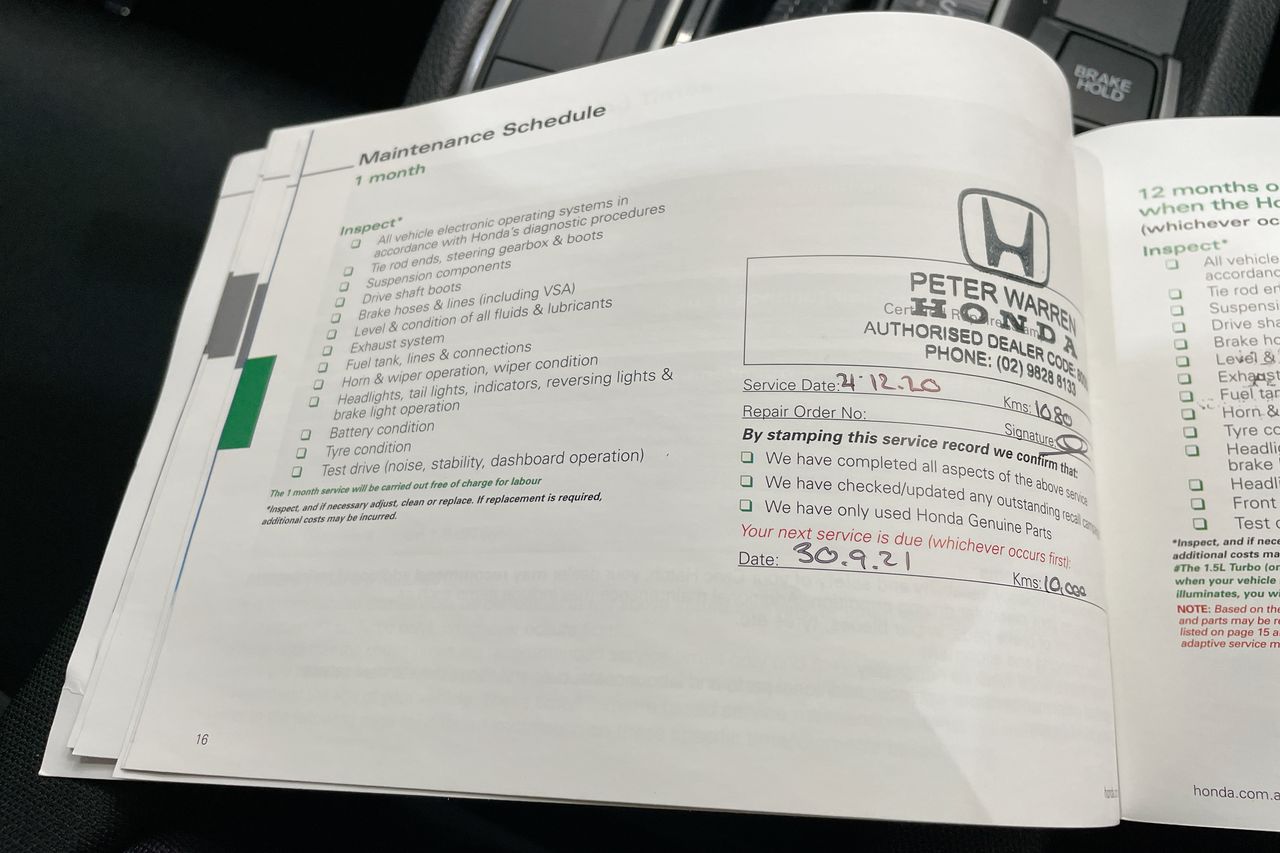 BRAKE
HOLD
S
Maintenance Schedule
1 month
Inspect*
All vehicle electronic operating systems in
accordance with Honda's diagnostic procedures
Tie rod ends, steering gearbox & boots
Suspension components
Drive shaft boots
Brake hoses & lines (including VSA)
Level & condition of all fluids & lubricants
Exhaust system
Fuel tank, lines & connections
Horn & wiper operation, wiper condition
Headlights, tail lights, indicators, reversing lights &
brake light operation
Battery condition
Tyre condition
Test drive (noise, stability, dashboard operation)
The 1 month service will be carried out free of charge for labour
*Inspect, and if necessary adjust, clean or replace. If replacement is required,
additional costs may be incurred.
16
PETER WARREN
HONDA
AUTHORISED DEALER CODE:
PHONE: (02) 9828 8133
Service Date: 4.12.20
Kms: 1080
Repair Order No:
Signature
By stamping this service record we confirm that:
We have completed all aspects of the above service
We have checked/updated any outstanding recall
We have only used Honda Genuine Parts
Your next service is due (whichever occurs first):
Date: 30.9.21
Kms: 10,000
12 months o
when the Ho
(whichever oc
Inspect*
All vehicle
accordanc
Tie rod en
Suspensi
Drive sha
Brake ho
Level &
Exhaust
Fuel tan
Horn &
Tyre co
Headlig
brake
Headli
Front
Test d
*Inspect, and if nece
additional costs ma
#The 1.5L Turbo (or
when your vehicle
illuminates, you wi
NOTE: Based on the
and parts may be re
listed on page 15 a
adaptive service m
honda.com.a